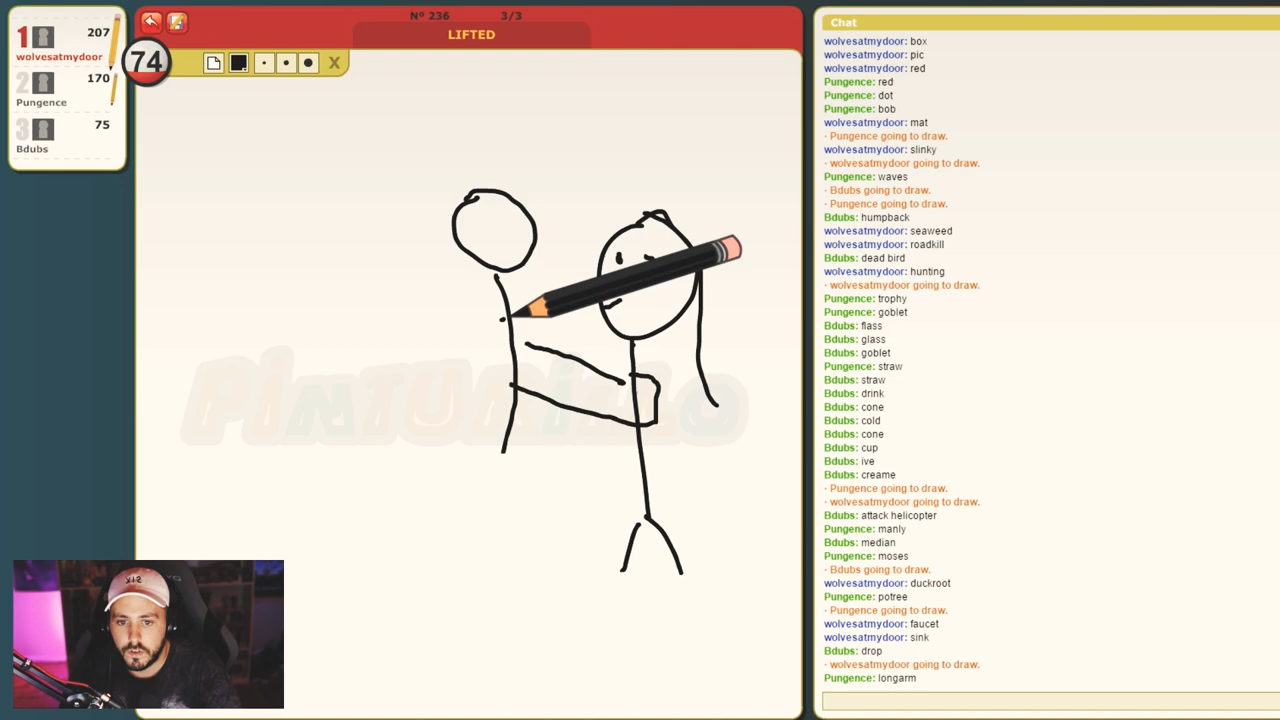 1 207
wolvesatmydoor
2 170
Pungence
3 75
Bdubs
74
Nº 236 3/3
LIFTED
X
PiNTURiLLO
SIX
Chat
wolvesatmydoor: box
wolvesatmydoor: pic
wolvesatmydoor: red
Pungence: red
Pungence: dot
Pungence: bob
wolvesatmydoor: mat
· Pungence going to draw.
wolvesatmydoor: slinky
· wolvesatmydoor going to draw.
Pungence: waves
· Bdubs going to draw.
· Pungence going to draw.
Bdubs: humpback
wolvesatmydoor: seaweed
wolvesatmydoor: roadkill
Bdubs: dead bird
wolvesatmydoor: hunting
· wolvesatmydoor going to draw.
Pungence: trophy
Pungence: goblet
Bdubs: flass
Bdubs: glass
Bdubs: goblet
Pungence: straw
Bdubs: straw
Bdubs: drink
Bdubs: cone
Bdubs: cold
Bdubs: cone
Bdubs: cup
Bdubs: ive
Bdubs: creame
· Pungence going to draw.
· wolvesatmydoor going to draw.
Bdubs: attack helicopter
Pungence: manly
Bdubs: median
Pungence: moses
· Bdubs going to draw.
wolvesatmydoor: duckroot
Pungence: potree
· Pungence going to draw.
wolvesatmydoor: faucet
wolvesatmydoor: sink
Bdubs: drop
· wolvesatmydoor going to draw.
Pungence: longarm